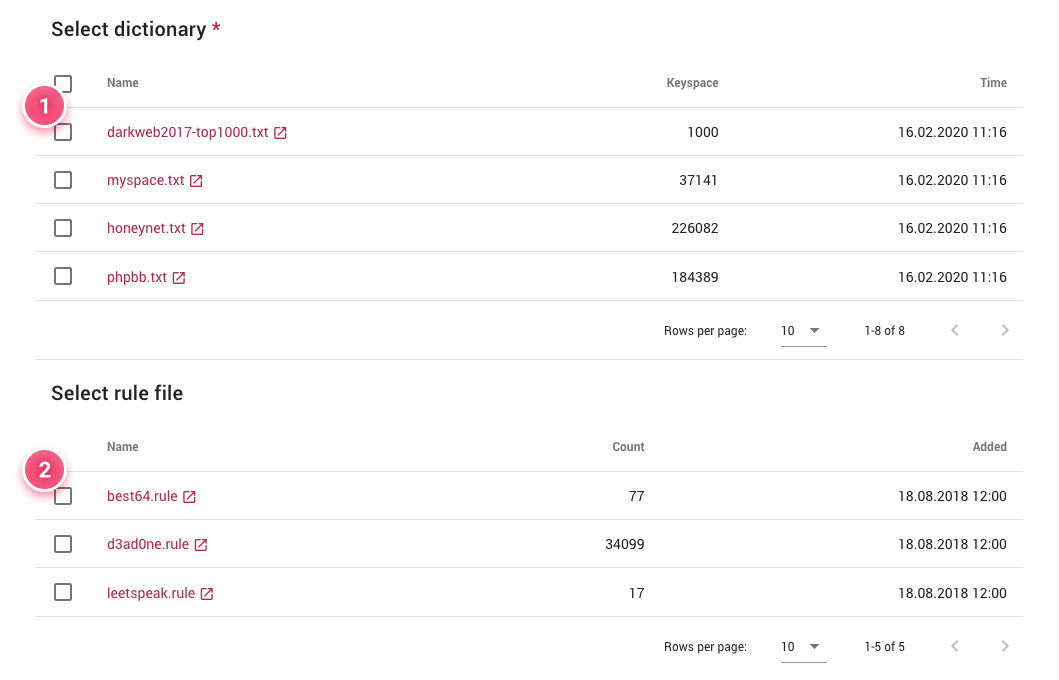 Select dictionary *
Name Keyspace Time
1
darkweb2017-top1000.txt 1000 16.02.2020 11:16
myspace.txt 37141 16.02.2020 11:16
honeynet.txt 226082 16.02.2020 11:16
phpbb.txt 184389 16.02.2020 11:16
Rows per page: 10 1-8 of 8
Select rule file
Name Count Added
2
best64.rule 77 18.08.2018 12:00
d3ad0ne.rule 34099 18.08.2018 12:00
leetspeak.rule 17 18.08.2018 12:00
Rows per page: 10 1-5 of 5